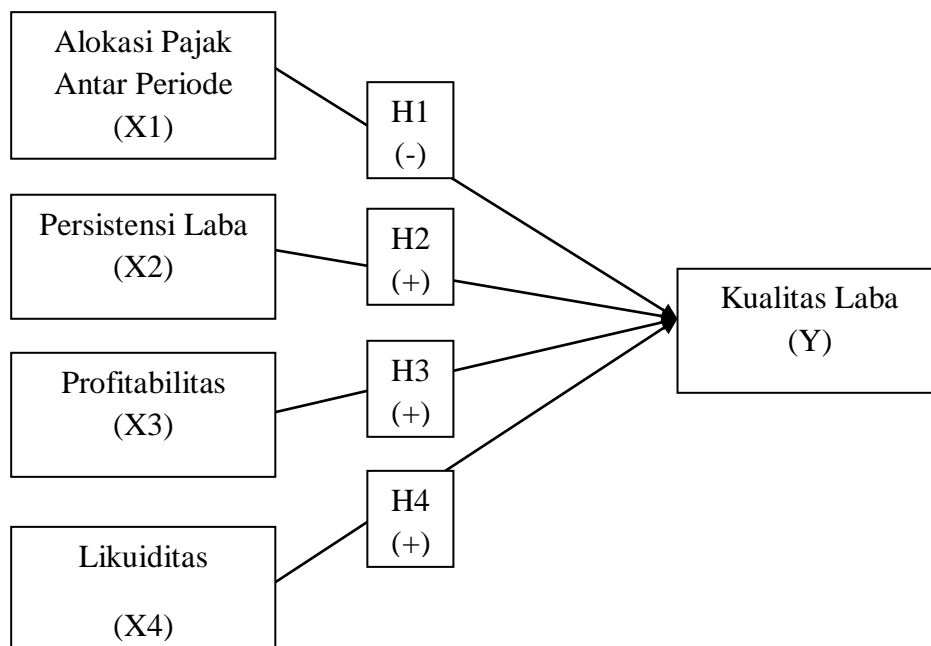 Alokasi Pajak
Antar Periode
(X1)
H1
(-)
Persistensi Laba
(X2)
H2
(+)
Kualitas Laba
(Y)
Profitabilitas
(X3)
H3
(+)
H4
(+)
Likuiditas
(X4)